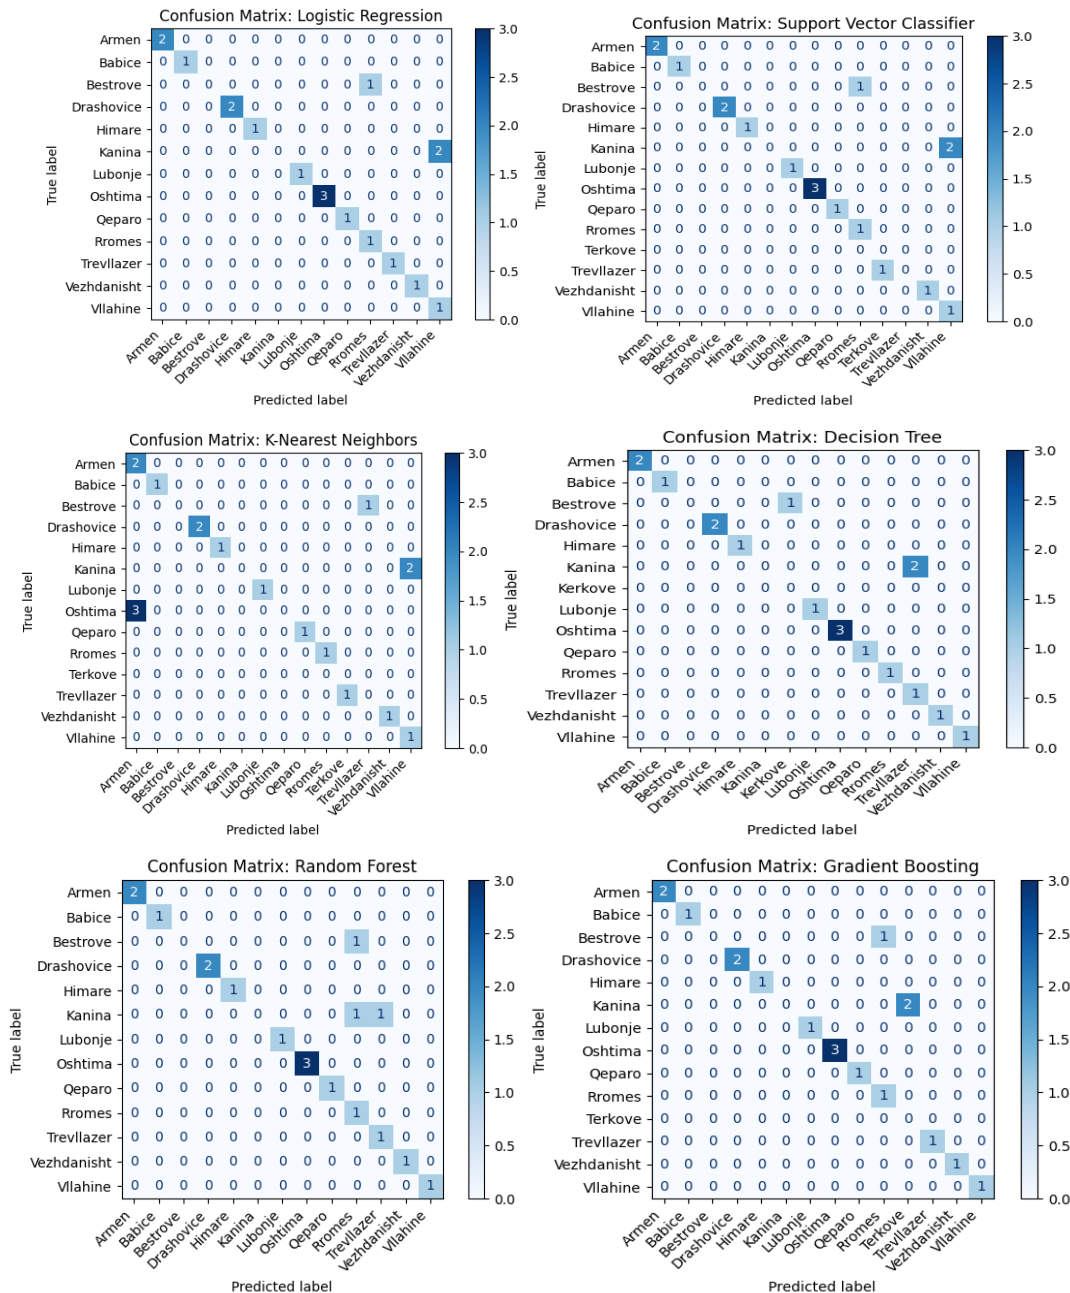 Confusion Matrix: Logistic Regression
True label
Armen 2 0 0 0 0 0 0 0 0 0 0 0 0
Babice 0 1 0 0 0 0 0 0 0 0 0 0 0
Bestrove 0 0 0 0 0 0 0 0 0 1 0 0 0
Drashovice 0 0 0 2 0 0 0 0 0 0 0 0 0
Himare 0 0 0 0 1 0 0 0 0 0 0 0 0
Kanina 0 0 0 0 0 0 0 0 0 0 0 0 2
Lubonje 0 0 0 0 0 0 1 0 0 0 0 0 0
Oshtima 0 0 0 0 0 0 0 3 0 0 0 0 0
Qeparo 0 0 0 0 0 0 0 0 1 0 0 0 0
Rromes 0 0 0 0 0 0 0 0 0 1 0 0 0
Trevllazer 0 0 0 0 0 0 0 0 0 0 1 0 0
Vezhdanisht 0 0 0 0 0 0 0 0 0 0 0 1 0
Vllahine 0 0 0 0 0 0 0 0 0 0 0 0 1
Armen Babice Bestrove Drashovice Himare Kanina Lubonje Oshtima Qeparo Rromes Trevllazer Vezhdanisht Vllahine
Predicted label
3.0
2.5
2.0
1.5
1.0
0.5
0.0
Confusion Matrix: Support Vector Classifier
True label
Armen 2 0 0 0 0 0 0 0 0 0 0 0 0 0
Babice 0 1 0 0 0 0 0 0 0 0 0 0 0 0
Bestrove 0 0 0 0 0 0 0 0 0 1 0 0 0 0
Drashovice 0 0 0 2 0 0 0 0 0 0 0 0 0 0
Himare 0 0 0 0 1 0 0 0 0 0 0 0 0 0
Kanina 0 0 0 0 0 0 0 0 0 0 0 0 0 2
Lubonje 0 0 0 0 0 0 1 0 0 0 0 0 0 0
Oshtima 0 0 0 0 0 0 0 3 0 0 0 0 0 0
Qeparo 0 0 0 0 0 0 0 0 1 0 0 0 0 0
Rromes 0 0 0 0 0 0 0 0 0 1 0 0 0 0
Terkove 0 0 0 0 0 0 0 0 0 0 0 0 0 0
Trevllazer 0 0 0 0 0 0 0 0 0 0 1 0 0 0
Vezhdanisht 0 0 0 0 0 0 0 0 0 0 0 0 1 0
Vllahine 0 0 0 0 0 0 0 0 0 0 0 0 0 1
Armen Babice Bestrove Drashovice Himare Kanina Lubonje Oshtima Qeparo Rromes Terkove Trevllazer Vezhdanisht Vllahine
Predicted label
3.0
2.5
2.0
1.5
1.0
0.5
0.0
Confusion Matrix: K-Nearest Neighbors
True label
Armen 2 0 0 0 0 0 0 0 0 0 0 0 0 0
Babice 0 1 0 0 0 0 0 0 0 0 0 0 0 0
Bestrove 0 0 0 0 0 0 0 0 0 0 0 1 0 0
Drashovice 0 0 0 2 0 0 0 0 0 0 0 0 0 0
Himare 0 0 0 0 1 0 0 0 0 0 0 0 0 0
Kanina 0 0 0 0 0 0 0 0 0 0 0 0 0 2
Lubonje 0 0 0 0 0 0 1 0 0 0 0 0 0 0
Oshtima 3 0 0 0 0 0 0 0 0 0 0 0 0 0
Qeparo 0 0 0 0 0 0 0 0 1 0 0 0 0 0
Rromes 0 0 0 0 0 0 0 0 0 1 0 0 0 0
Terkove 0 0 0 0 0 0 0 0 0 0 0 0 0 0
Trevllazer 0 0 0 0 0 0 0 0 0 0 1 0 0 0
Vezhdanisht 0 0 0 0 0 0 0 0 0 0 0 0 1 0
Vllahine 0 0 0 0 0 0 0 0 0 0 0 0 0 1
Armen Babice Bestrove Drashovice Himare Kanina Lubonje Oshtima Qeparo Rromes Terkove Trevllazer Vezhdanisht Vllahine
Predicted label
3.0
2.5
2.0
1.5
1.0
0.5
0.0
Confusion Matrix: Decision Tree
True label
Armen 2 0 0 0 0 0 0 0 0 0 0 0 0 0
Babice 0 1 0 0 0 0 0 0 0 0 0 0 0 0
Bestrove 0 0 0 0 0 0 1 0 0 0 0 0 0 0
Drashovice 0 0 0 2 0 0 0 0 0 0 0 0 0 0
Himare 0 0 0 0 1 0 0 0 0 0 0 0 0 0
Kanina 0 0 0 0 0 0 0 0 0 0 0 2 0 0
Kerkove 0 0 0 0 0 0 0 0 0 0 0 0 0 0
Lubonje 0 0 0 0 0 0 0 1 0 0 0 0 0 0
Oshtima 0 0 0 0 0 0 0 0 3 0 0 0 0 0
Qeparo 0 0 0 0 0 0 0 0 0 1 0 0 0 0
Rromes 0 0 0 0 0 0 0 0 0 0 1 0 0 0
Trevllazer 0 0 0 0 0 0 0 0 0 0 0 1 0 0
Vezhdanisht 0 0 0 0 0 0 0 0 0 0 0 0 1 0
Vllahine 0 0 0 0 0 0 0 0 0 0 0 0 0 1
Armen Babice Bestrove Drashovice Himare Kanina Kerkove Lubonje Oshtima Qeparo Rromes Trevllazer Vezhdanisht Vllahine
Predicted label
3.0
2.5
2.0
1.5
1.0
0.5
0.0
Confusion Matrix: Random Forest
True label
Armen 2 0 0 0 0 0 0 0 0 0 0 0 0
Babice 0 1 0 0 0 0 0 0 0 0 0 0 0
Bestrove 0 0 0 0 0 0 0 0 0 1 0 0 0
Drashovice 0 0 0 2 0 0 0 0 0 0 0 0 0
Himare 0 0 0 0 1 0 0 0 0 0 0 0 0
Kanina 0 0 0 0 0 0 0 0 0 1 1 0 0
Lubonje 0 0 0 0 0 0 1 0 0 0 0 0 0
Oshtima 0 0 0 0 0 0 0 3 0 0 0 0 0
Qeparo 0 0 0 0 0 0 0 0 1 0 0 0 0
Rromes 0 0 0 0 0 0 0 0 0 1 0 0 0
Trevllazer 0 0 0 0 0 0 0 0 0 0 1 0 0
Vezhdanisht 0 0 0 0 0 0 0 0 0 0 0 1 0
Vllahine 0 0 0 0 0 0 0 0 0 0 0 0 1
Armen Babice Bestrove Drashovice Himare Kanina Lubonje Oshtima Qeparo Rromes Trevllazer Vezhdanisht Vllahine
Predicted label
3.0
2.5
2.0
1.5
1.0
0.5
0.0
Confusion Matrix: Gradient Boosting
True label
Armen 2 0 0 0 0 0 0 0 0 0 0 0 0 0
Babice 0 1 0 0 0 0 0 0 0 0 0 0 0 0
Bestrove 0 0 0 0 0 0 0 0 0 1 0 0 0 0
Drashovice 0 0 0 2 0 0 0 0 0 0 0 0 0 0
Himare 0 0 0 0 1 0 0 0 0 0 0 0 0 0
Kanina 0 0 0 0 0 0 0 0 0 0 2 0 0 0
Lubonje 0 0 0 0 0 0 1 0 0 0 0 0 0 0
Oshtima 0 0 0 0 0 0 0 3 0 0 0 0 0 0
Qeparo 0 0 0 0 0 0 0 0 1 0 0 0 0 0
Rromes 0 0 0 0 0 0 0 0 0 1 0 0 0 0
Terkove 0 0 0 0 0 0 0 0 0 0 0 0 0 0
Trevllazer 0 0 0 0 0 0 0 0 0 0 0 1 0 0
Vezhdanisht 0 0 0 0 0 0 0 0 0 0 0 0 1 0
Vllahine 0 0 0 0 0 0 0 0 0 0 0 0 0 1
Armen Babice Bestrove Drashovice Himare Kanina Lubonje Oshtima Qeparo Rromes Terkove Trevllazer Vezhdanisht Vllahine
Predicted label
3.0
2.5
2.0
1.5
1.0
0.5
0.0